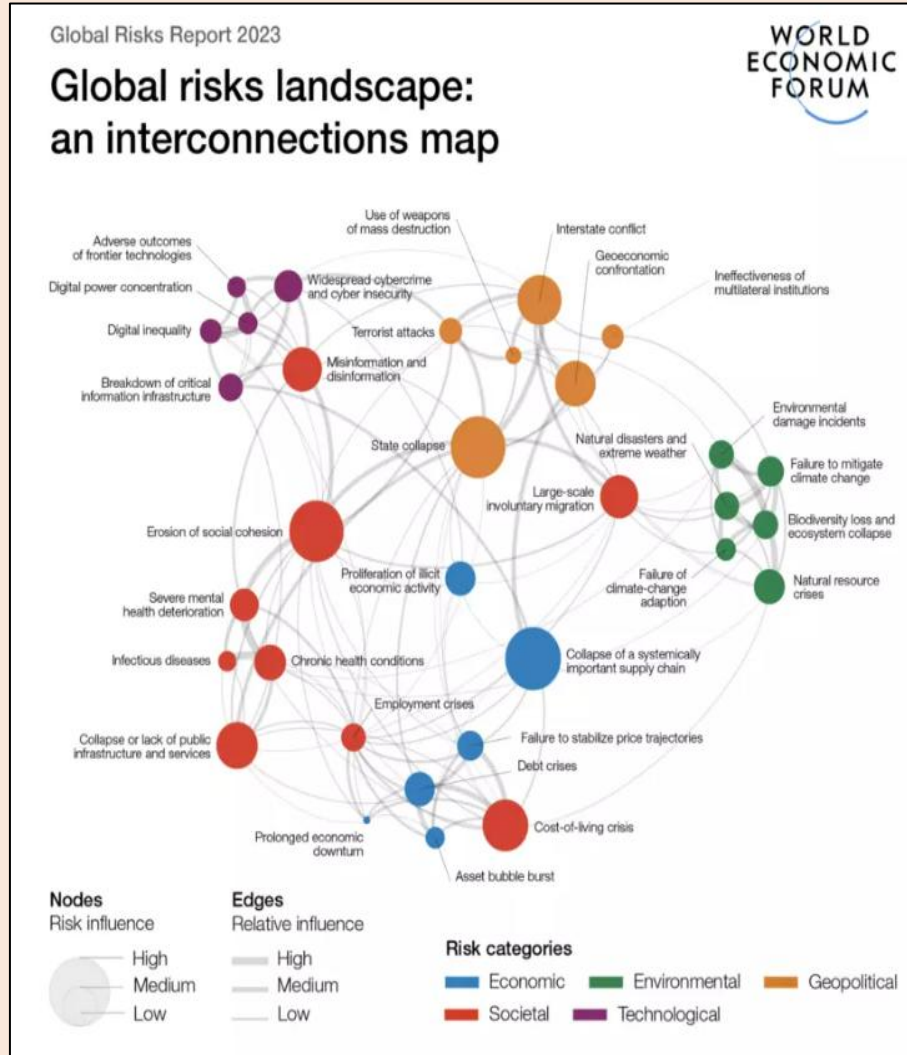 Global Risks Report 2023
WORLD
ECONOMIC
FORUM
Global risks landscape:
an interconnections map
Use of weapons
of mass destruction
Interstate conflict
Adverse outcomes
of frontier technologies
Geoeconomic
confrontation
Ineffectiveness of
multilateral institutions
Digital power concentration
Widespread cybercrime
and cyber insecurity
Digital inequality
Terrorist attacks
Breakdown of critical
information infrastructure
Misinformation and
disinformation
Environmental
damage incidents
State collapse
Natural disasters and
extreme weather
Failure to mitigate
climate change
Large-scale
involuntary migration
Biodiversity loss and
ecosystem collapse
Erosion of social cohesion
Proliferation of illicit
economic activity
Failure of
climate-change
adaption
Natural resource
crises
Severe mental
health deterioration
Infectious diseases
Chronic health conditions
Collapse of a systemically
important supply chain
Employment crises
Collapse or lack of public
infrastructure and services
Failure to stabilize price trajectories
Debt crises
Prolonged economic
downturn
Cost-of-living crisis
Asset bubble burst
Nodes
Risk influence
High
Medium
Low
Edges
Relative influence
High
Medium
Low
Risk categories
Economic
Environmental
Geopolitical
Societal
Technological